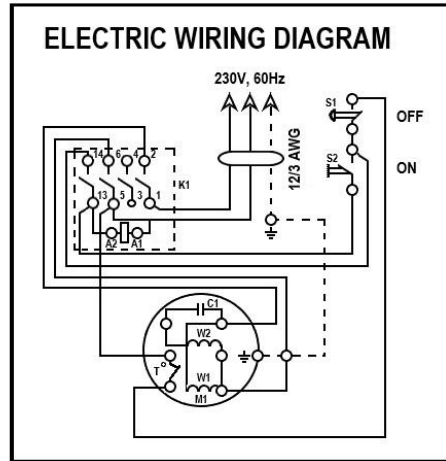 ELECTRIC WIRING DIAGRAM
230V, 60Hz
S1
OFF
12/3 AWG
14 6 4 2
S2
ON
K1
13 5 3 1
A2 A1
C1
W2
T°
W1
M1